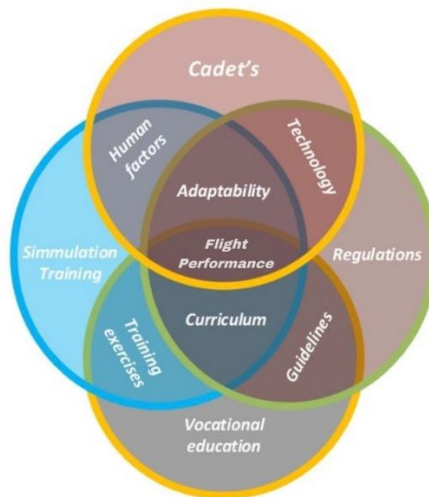 Cadet's
Human
factors
Technology
Adaptability
Simmulation
Training
Flight
Performance
Regulations
Curriculum
Training
exercises
Guidelines
Vocational
education